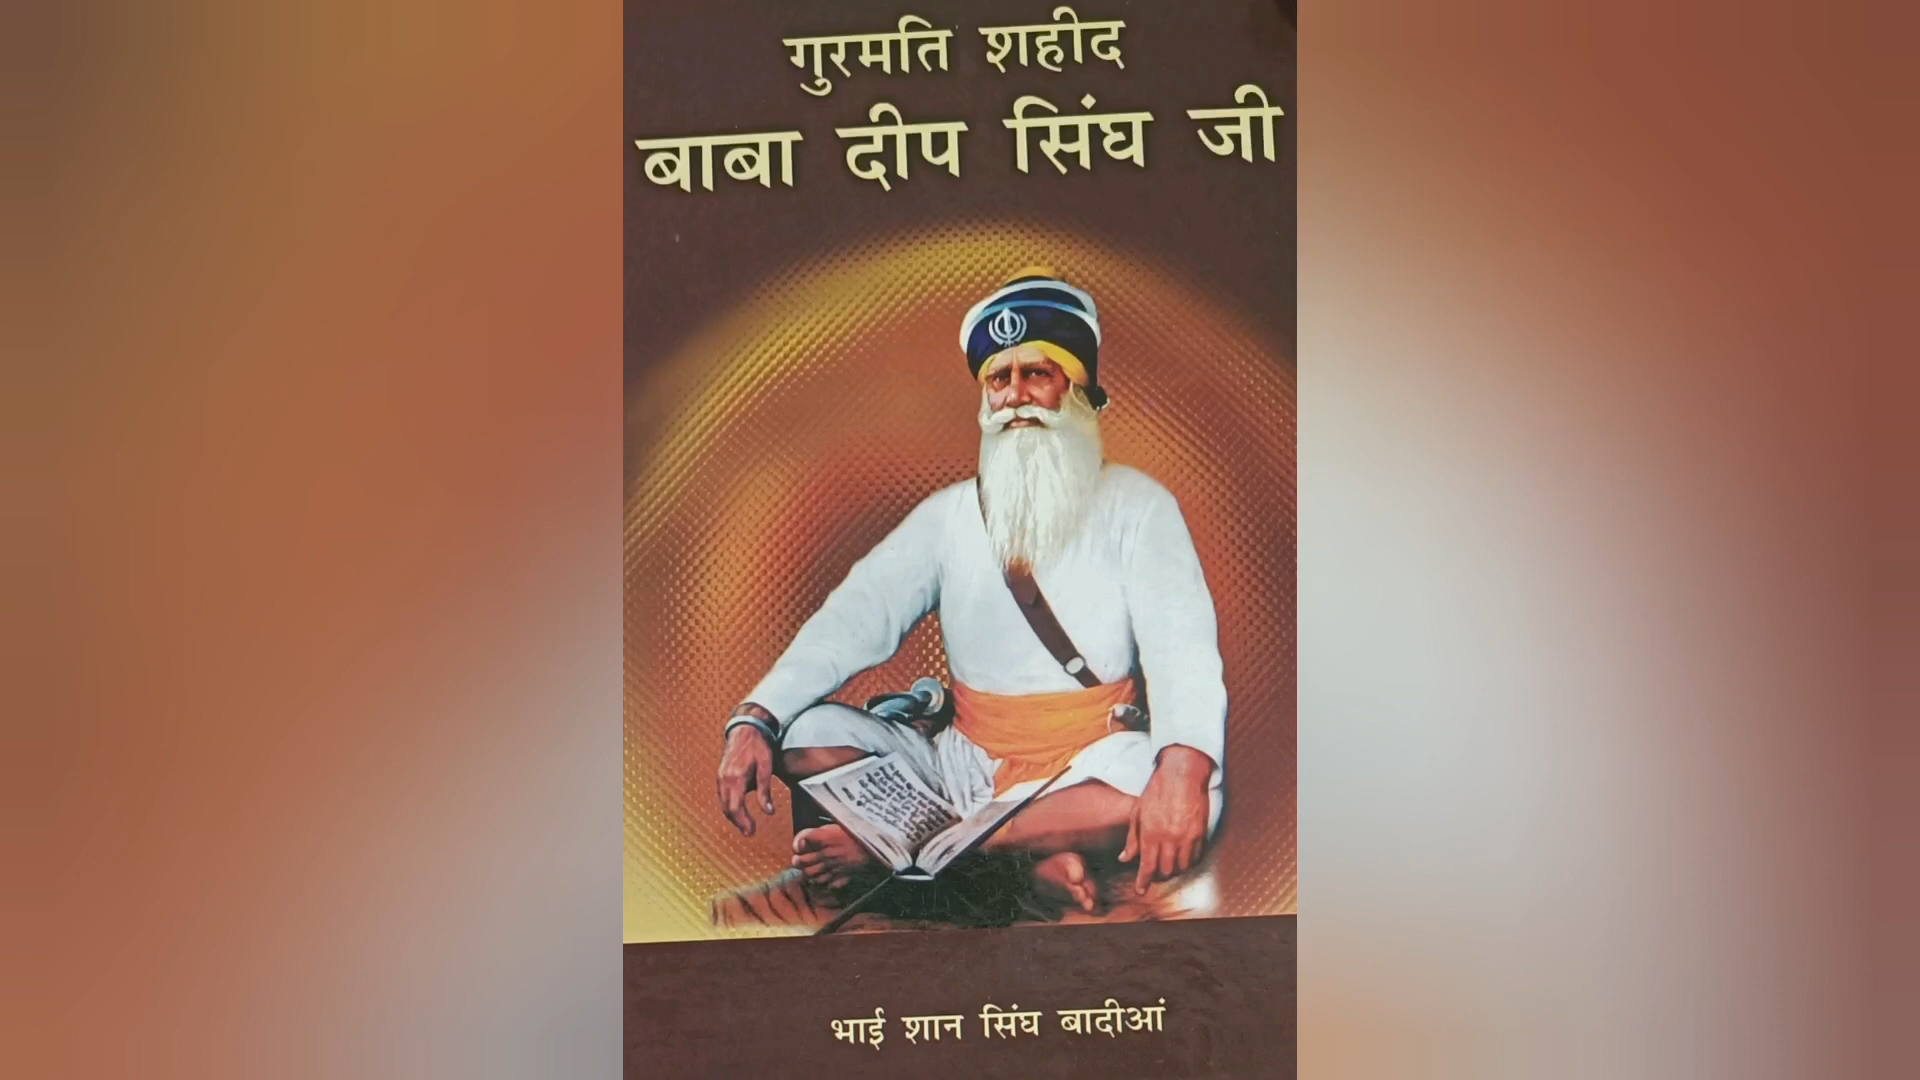 गुरमति शहीद
बाबा दीप सिंघ जी
भाई शान सिंघ बादीआं